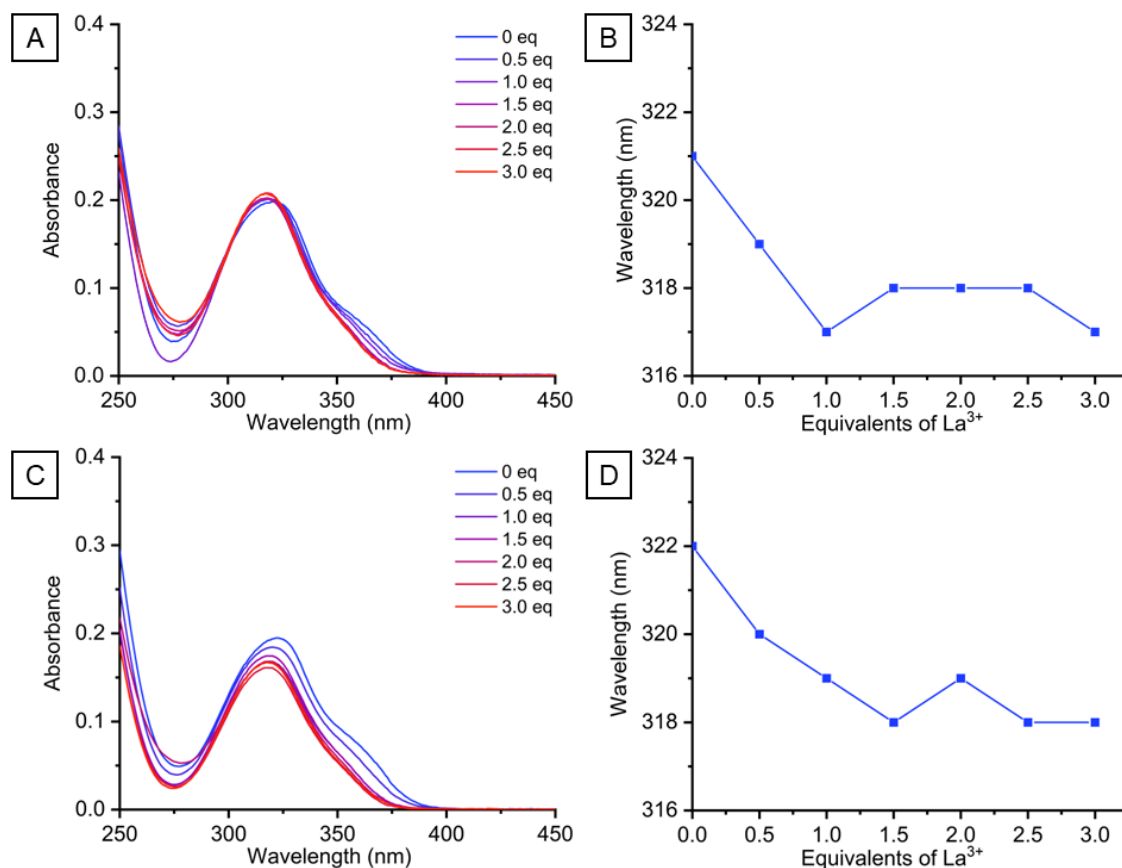 A
Absorbance
0.4
0.3
0.2
0.1
0.0
250 300 350 400 450
Wavelength (nm)
0 eq
0.5 eq
1.0 eq
1.5 eq
2.0 eq
2.5 eq
3.0 eq
B
Wavelength (nm)
324
322
320
318
316
0.0 0.5 1.0 1.5 2.0 2.5 3.0
Equivalents of La³⁺
C
Absorbance
0.4
0.3
0.2
0.1
0.0
250 300 350 400 450
Wavelength (nm)
0 eq
0.5 eq
1.0 eq
1.5 eq
2.0 eq
2.5 eq
3.0 eq
D
Wavelength (nm)
324
322
320
318
316
0.0 0.5 1.0 1.5 2.0 2.5 3.0
Equivalents of La³⁺